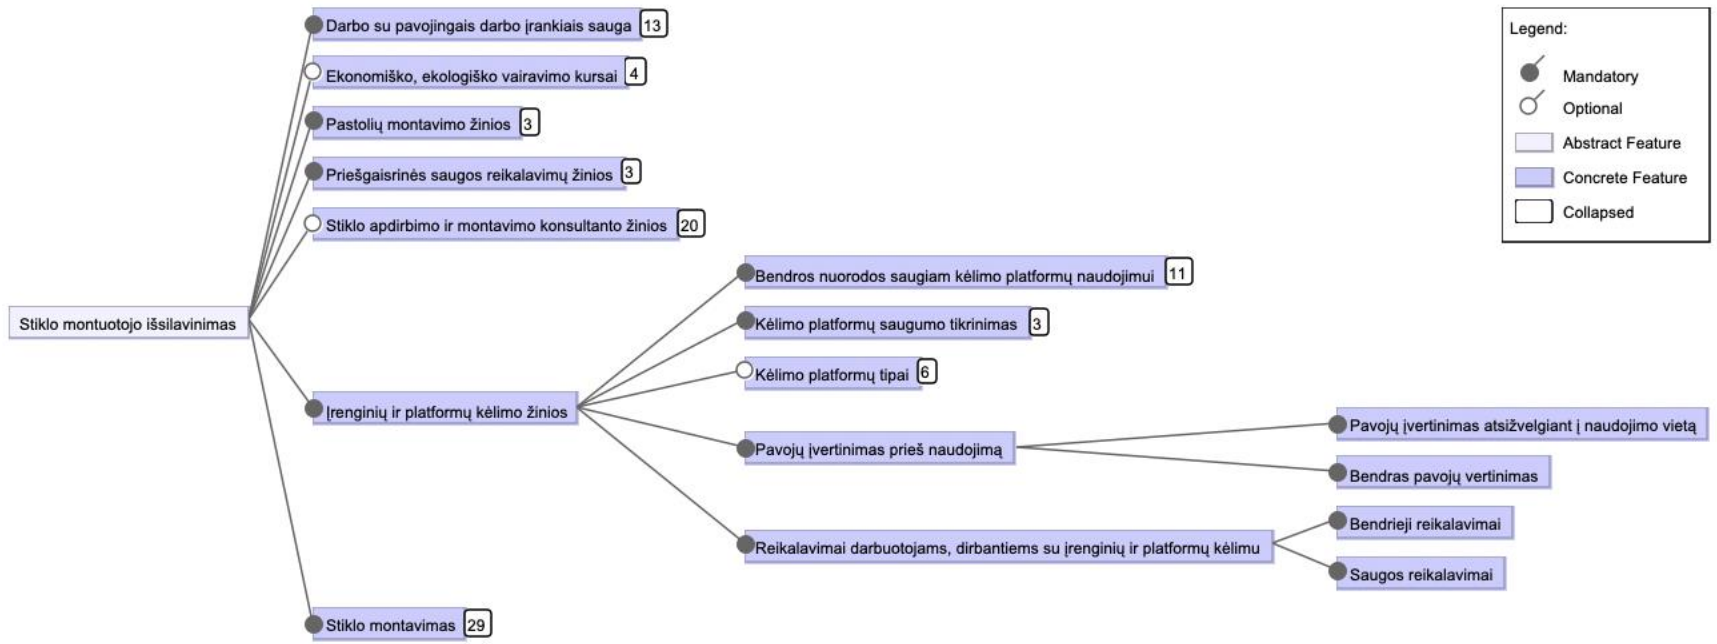 Darbo su pavojingais darbo įrankiais sauga 13
Ekonomiško, ekologiško vairavimo kursai 4
Pastolių montavimo žinios 3
Priešgaisrinės saugos reikalavimų žinios 3
Stiklo apdirbimo ir montavimo konsultanto žinios 20
Stiklo montuotojo išsilavinimas
Įrenginių ir platformų kėlimo žinios
Stiklo montavimas 29
Bendros nuorodos saugiam kėlimo platformų naudojimui 11
Kėlimo platformų saugumo tikrinimas 3
Kėlimo platformų tipai 6
Pavojų įvertinimas prieš naudojimą
Reikalavimai darbuotojams, dirbantiems su įrenginių ir platformų kėlimu
Pavojų įvertinimas atsižvelgiant į naudojimo vietą
Bendras pavojų vertinimas
Bendrieji reikalavimai
Saugos reikalavimai
Legend:
Mandatory
Optional
Abstract Feature
Concrete Feature
Collapsed